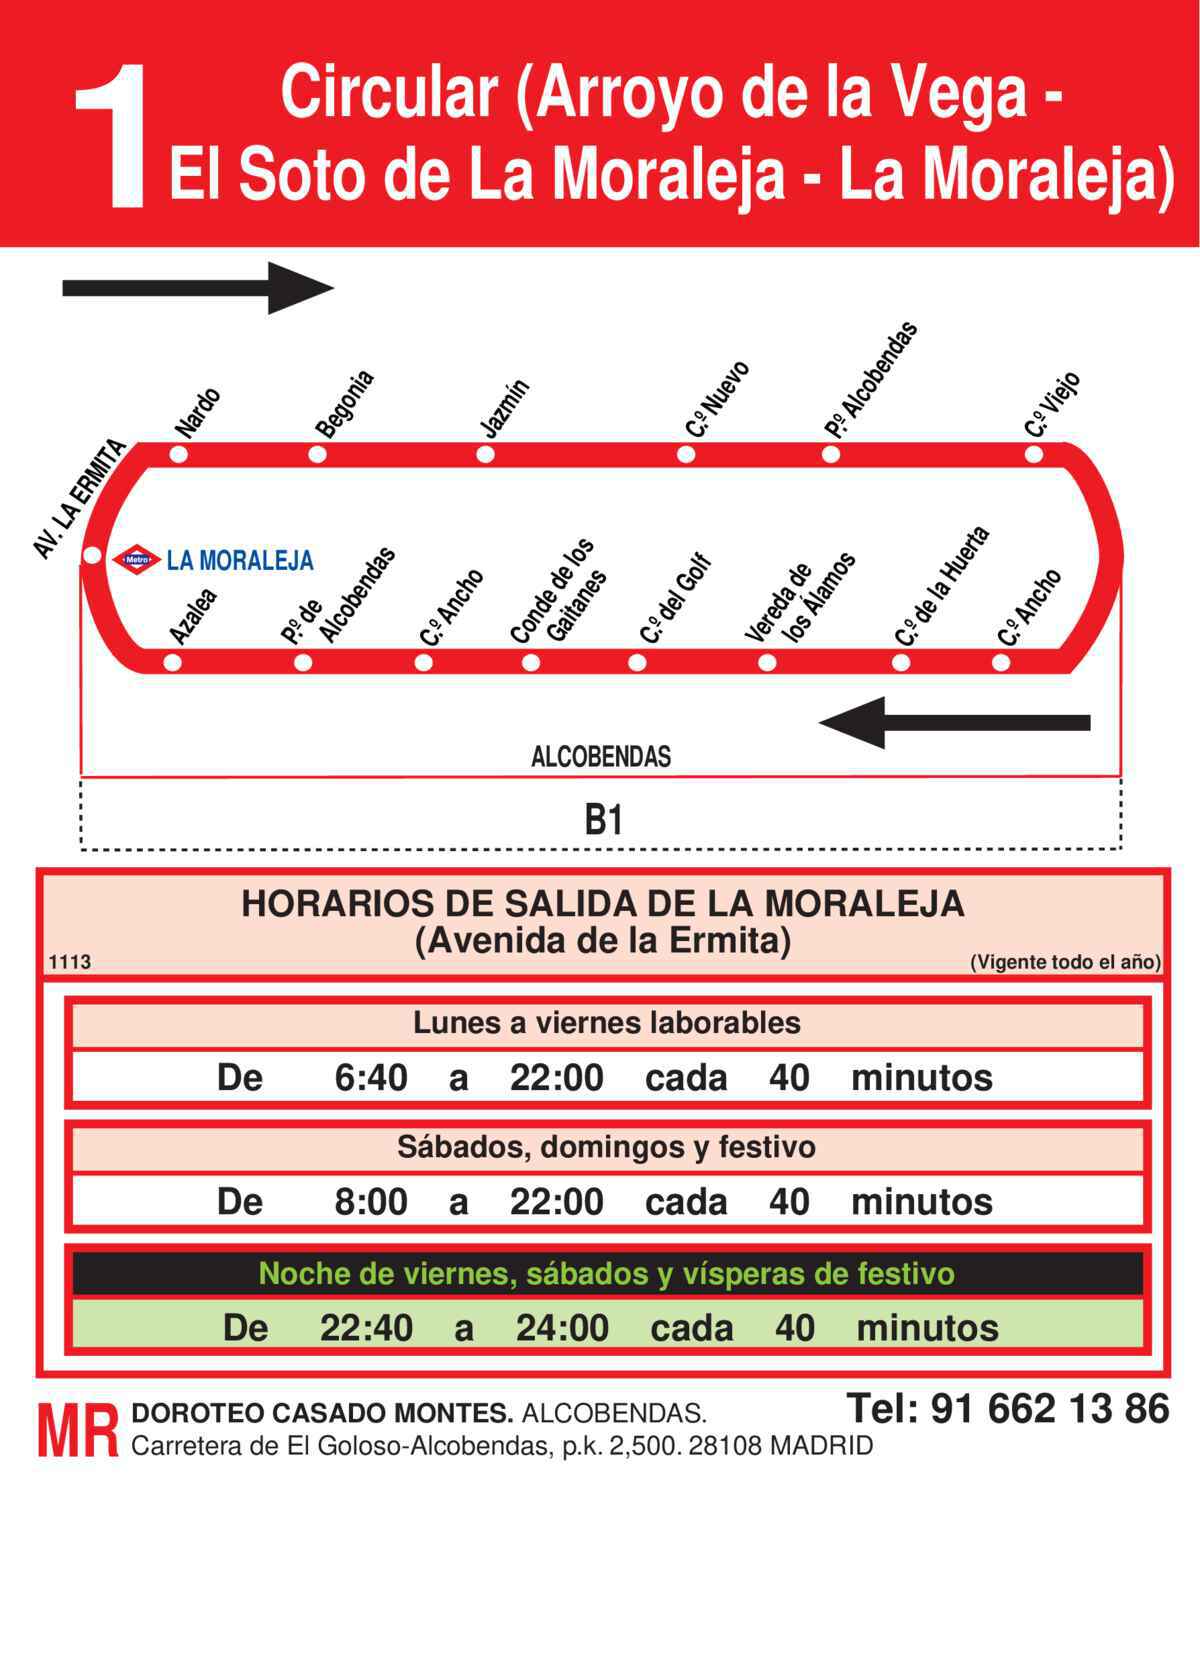 1
Circular (Arroyo de la Vega -
El Soto de La Moraleja - La Moraleja)
AV. LA ERMITA
Nardo
Begonia
Jazmín
C.º Nuevo
P.º Alcobendas
C.º Viejo
Metro
LA MORALEJA
Azalea
P.º de
Alcobendas
C.º Ancho
Conde de los
Gaitanes
C.º del Golf
Vereda de
los Álamos
C.º de la Huerta
C.º Ancho
ALCOBENDAS
B1
HORARIOS DE SALIDA DE LA MORALEJA
(Avenida de la Ermita)
1113
(Vigente todo el año)
Lunes a viernes laborables
De 6:40 a 22:00 cada 40 minutos
Sábados, domingos y festivo
De 8:00 a 22:00 cada 40 minutos
Noche de viernes, sábados y vísperas de festivo
De 22:40 a 24:00 cada 40 minutos
MR
DOROTEO CASADO MONTES. ALCOBENDAS.
Tel: 91 662 13 86
Carretera de El Goloso-Alcobendas, p.k. 2,500. 28108 MADRID